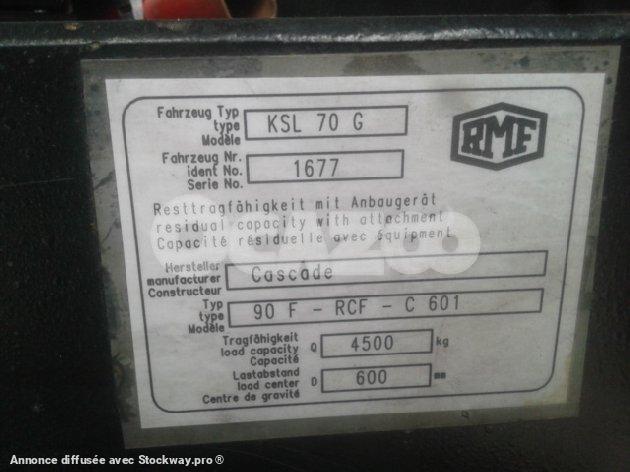 Fahrzeug Typ
type KSL 70 G
Modèle
RMF
Fahrzeug Nr.
ident No. 1677
Serie No.
Resttragfähigkeit mit Anbaugerät
residual capacity with attachment
Capacité résiduelle avec Equipment
OCAZOO
Hersteller
manufacturer Cascade
Constructeur
Typ
type 90 F - RCF - C 601
Modèle
Tragfähigkeit
load capacity Q 4500 kg
Capacité
Lastabstand
load center D 600 mm
Centre de gravité
Annonce diffusée avec Stockway.pro®